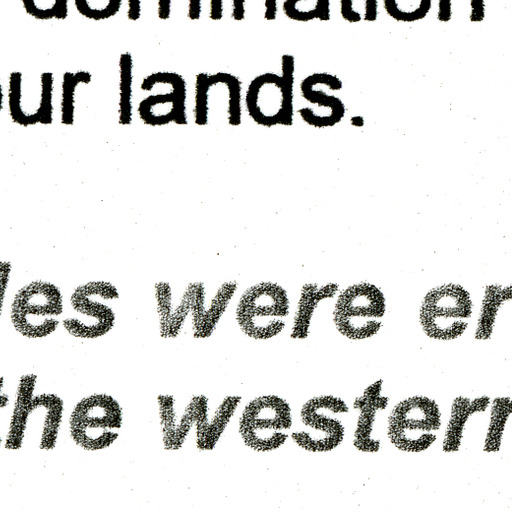 domination
our lands.
les were er
the western